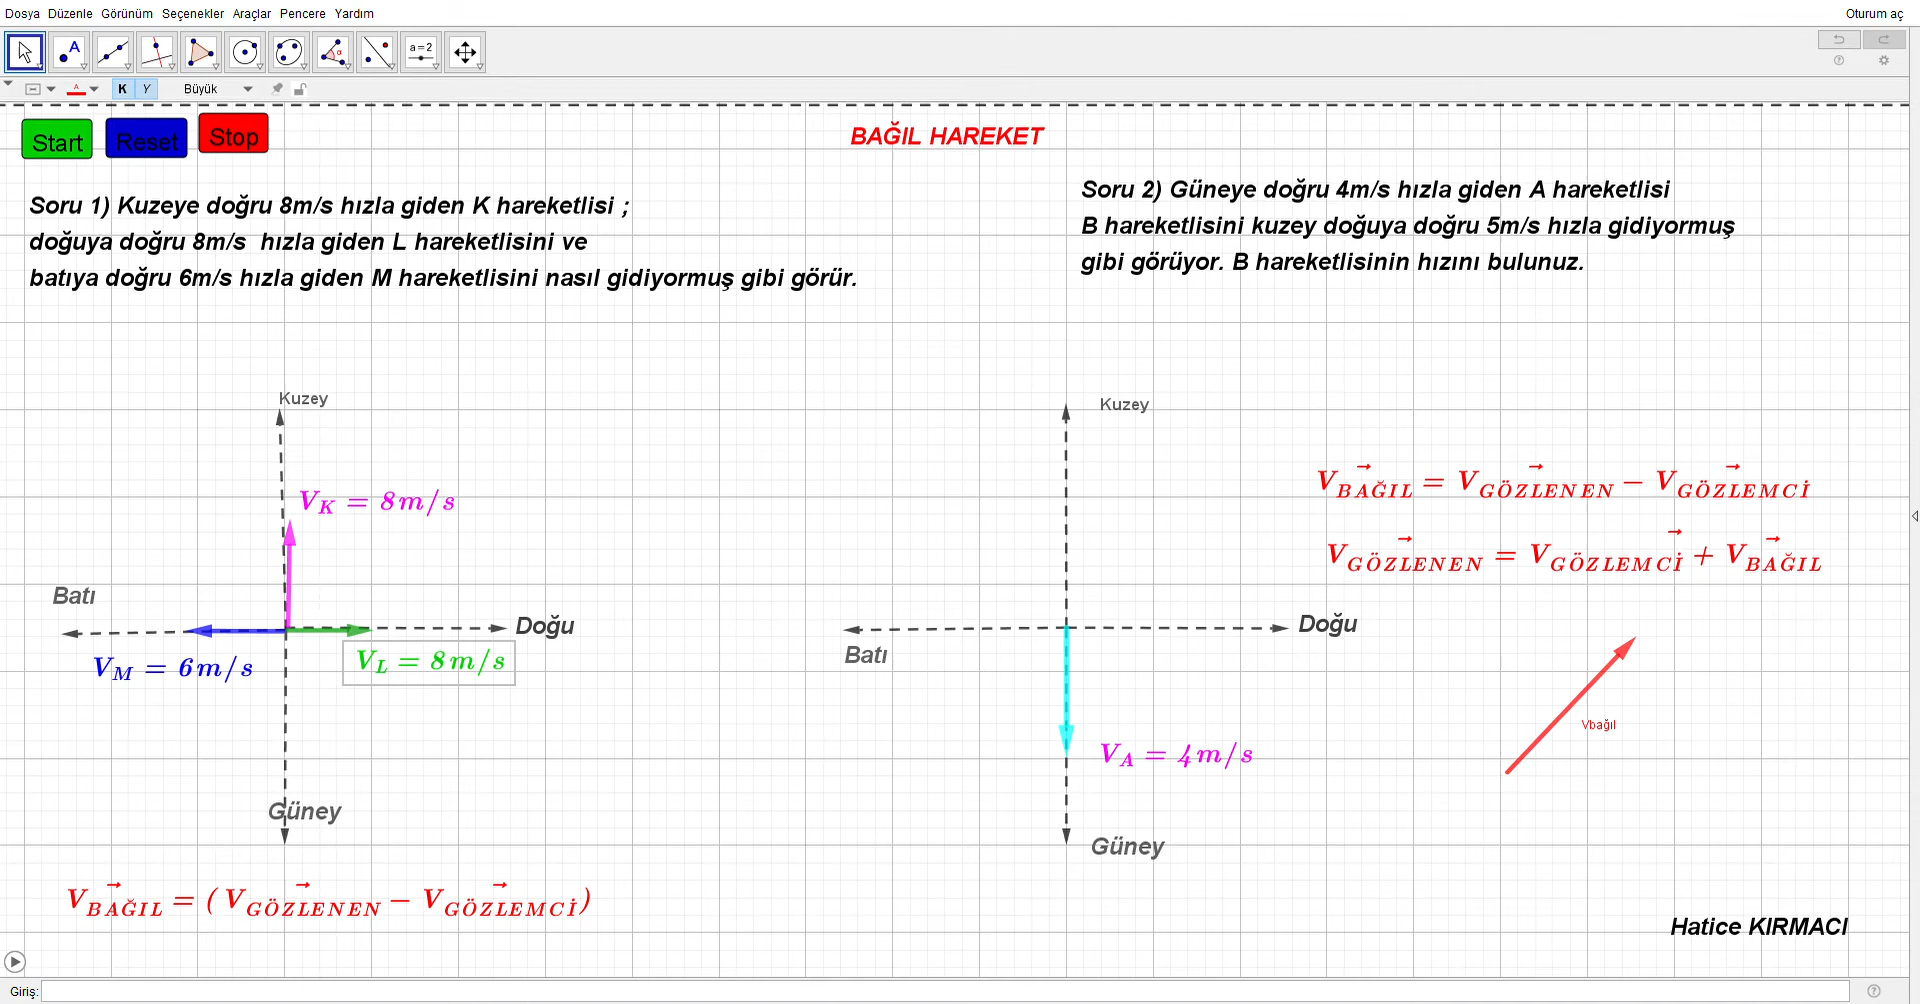 Dosya Düzenle Görünüm Seçenekler Araçlar Pencere Yardım
Oturum aç
A
α
a=2
A
K
Y
Büyük
Start
Reset
Stop
BAĞIL HAREKET
Soru 1) Kuzeye doğru 8m/s hızla giden K hareketlisi ;
doğuya doğru 8m/s hızla giden L hareketlisini ve
batıya doğru 6m/s hızla giden M hareketlisini nasıl gidiyormuş gibi görür.
Soru 2) Güneye doğru 4m/s hızla giden A hareketlisi
B hareketlisini kuzey doğuya doğru 5m/s hızla gidiyormuş
gibi görüyor. B hareketlisinin hızını bulunuz.
Kuzey
V_K = 8m/s
Batı
Doğu
V_M = 6m/s
V_L = 8m/s
Güney
V_BAĞIL = ( V_GÖZLENEN − V_GÖZLEMCİ)
Kuzey
Doğu
Batı
V_A = 4m/s
Güney
V_BAĞIL = V_GÖZLENEN − V_GÖZLEMCİ
V_GÖZLENEN = V_GÖZLEMCİ + V_BAĞIL
Vbağıl
Hatice KIRMACI
Giriş: